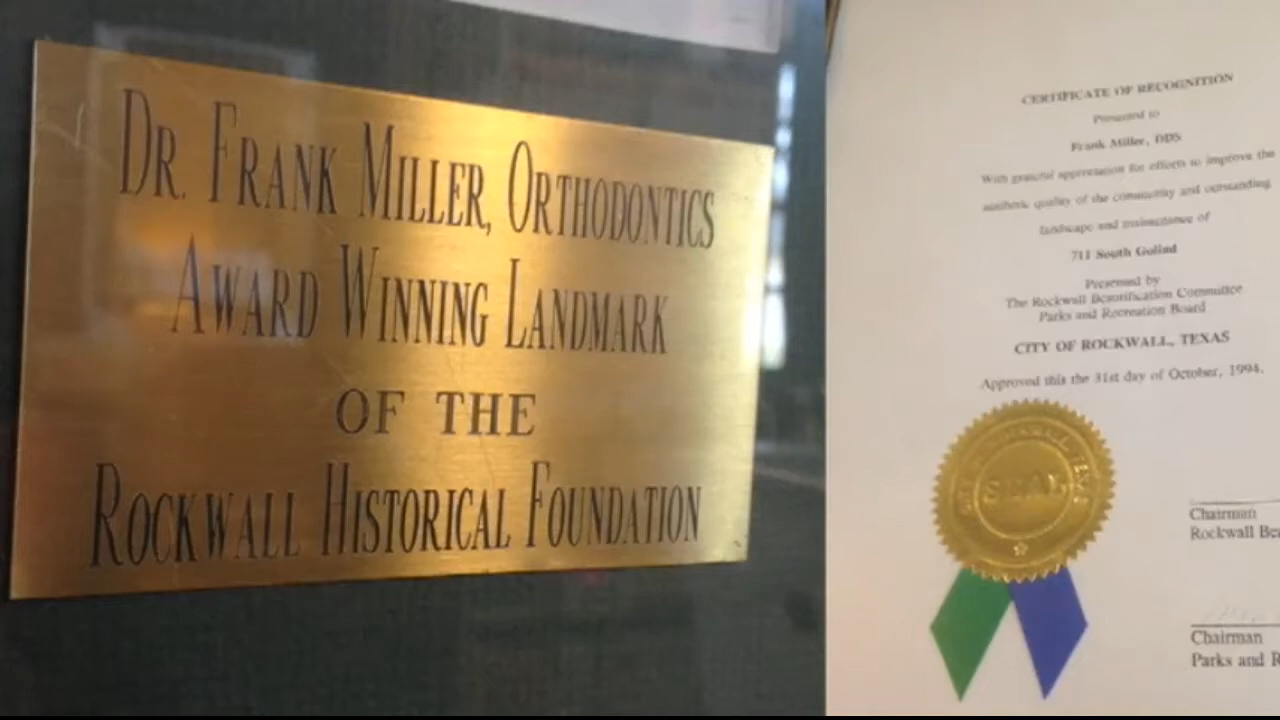 DR. FRANK MILLER, ORTHODONTICS
AWARD WINNING LANDMARK
OF THE
ROCKWALL HISTORICAL FOUNDATION
CERTIFICATE OF RECOGNITION
Presented to
Frank Miller, DDS
With grateful appreciation for efforts to improve the
aesthetic quality of the community and outstanding
landscape and maintenance of
711 South Goliad
Presented by
The Rockwall Beautification Committee
Parks and Recreation Board
CITY OF ROCKWALL, TEXAS
Approved this the 31st day of October, 1994.
SEAL
Chairman
Rockwall Bea
Chairman
Parks and R